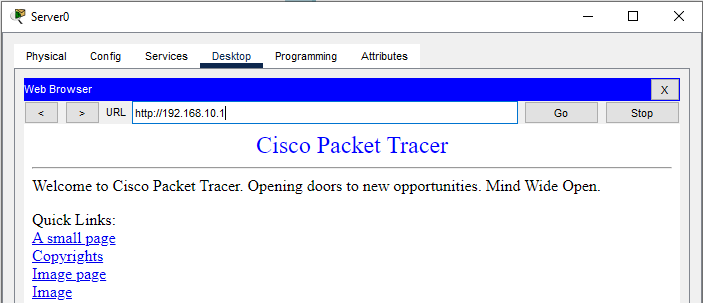 Server0
Physical Config Services Desktop Programming Attributes
Web Browser X
< > URL http://192.168.10.1 Go Stop
Cisco Packet Tracer
Welcome to Cisco Packet Tracer. Opening doors to new opportunities. Mind Wide Open.
Quick Links:
A small page
Copyrights
Image page
Image